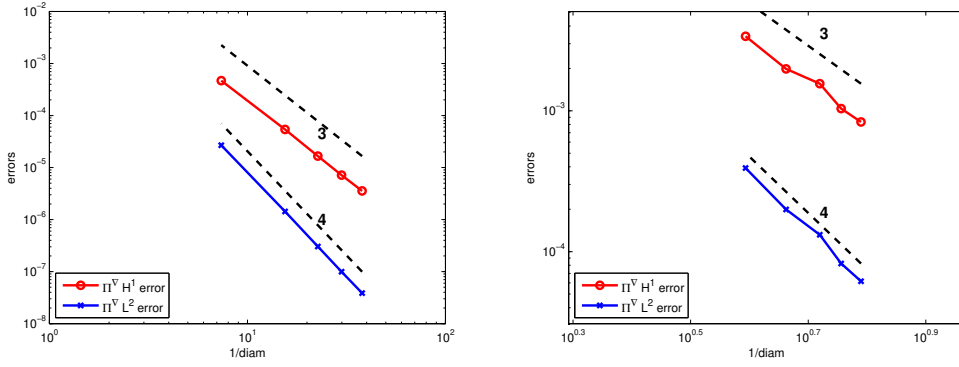 10^-2
10^-3
10^-4
10^-5
10^-6
10^-7
10^-8
errors
3
4
Π^∇ H^1 error
Π^∇ L^2 error
10^0
10^1
10^2
1/diam
10^-3
10^-4
errors
3
4
Π^∇ H^1 error
Π^∇ L^2 error
10^0.3
10^0.5
10^0.7
10^0.9
1/diam